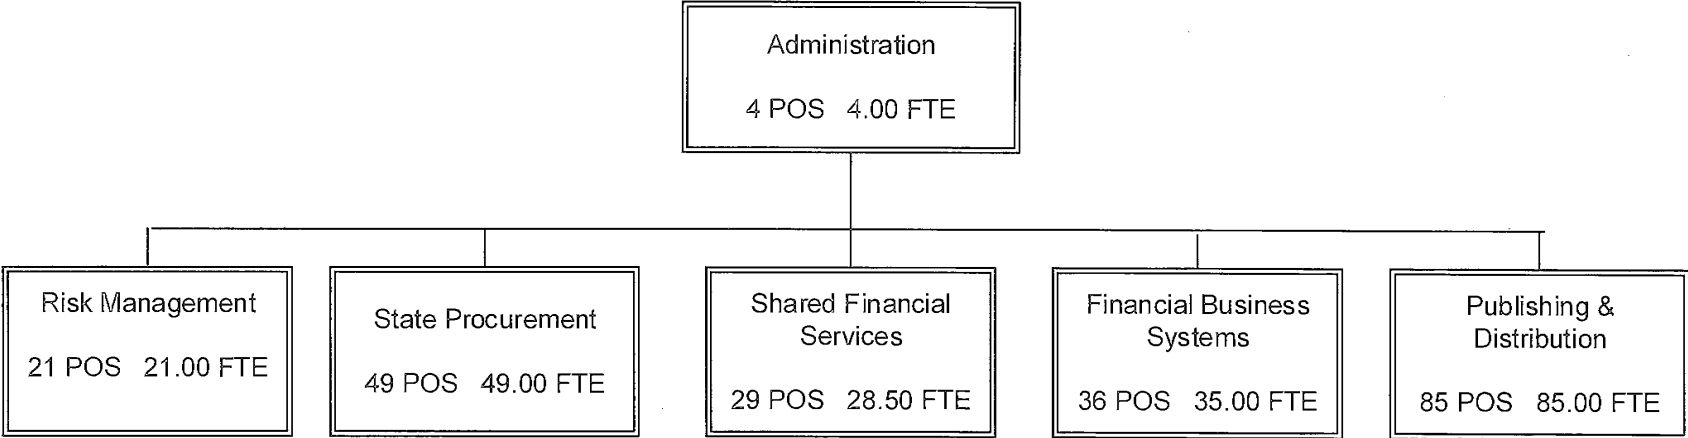 Administration
4 POS 4.00 FTE
Risk Management
21 POS 21.00 FTE
State Procurement
49 POS 49.00 FTE
Shared Financial
Services
29 POS 28.50 FTE
Financial Business
Systems
36 POS 35.00 FTE
Publishing &
Distribution
85 POS 85.00 FTE